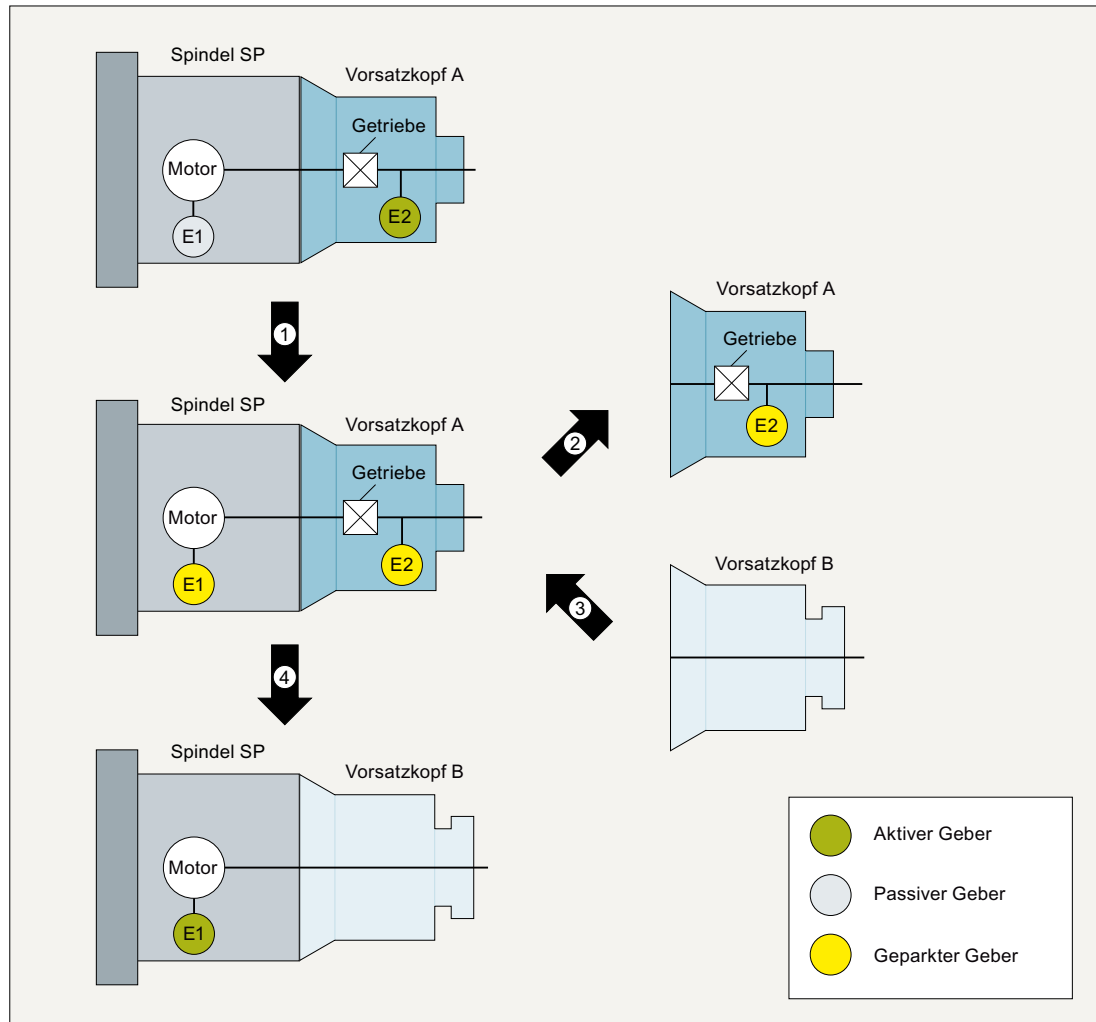 Spindel SP
Vorsatzkopf A
Getriebe
Motor
E1
E2
1
Vorsatzkopf A
Getriebe
E2
Spindel SP
Vorsatzkopf A
Getriebe
Motor
E1
E2
2
3
Vorsatzkopf B
4
Spindel SP
Vorsatzkopf B
Motor
E1
Aktiver Geber
Passiver Geber
Geparkter Geber